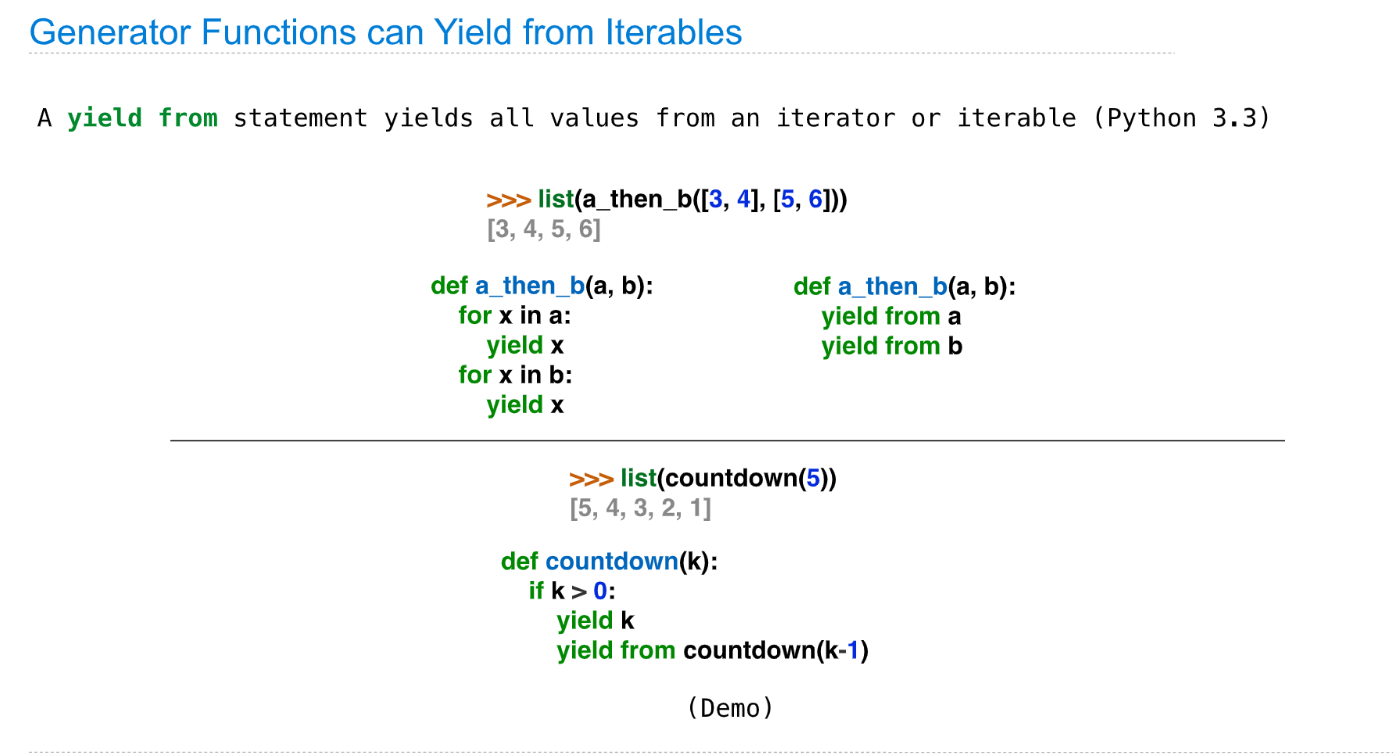 Generator Functions can Yield from Iterables
A yield from statement yields all values from an iterator or iterable (Python 3.3)
>>> list(a_then_b([3, 4], [5, 6]))
[3, 4, 5, 6]
def a_then_b(a, b):
for x in a:
yield x
for x in b:
yield x
def a_then_b(a, b):
yield from a
yield from b
>>> list(countdown(5))
[5, 4, 3, 2, 1]
def countdown(k):
if k > 0:
yield k
yield from countdown(k-1)
(Demo)